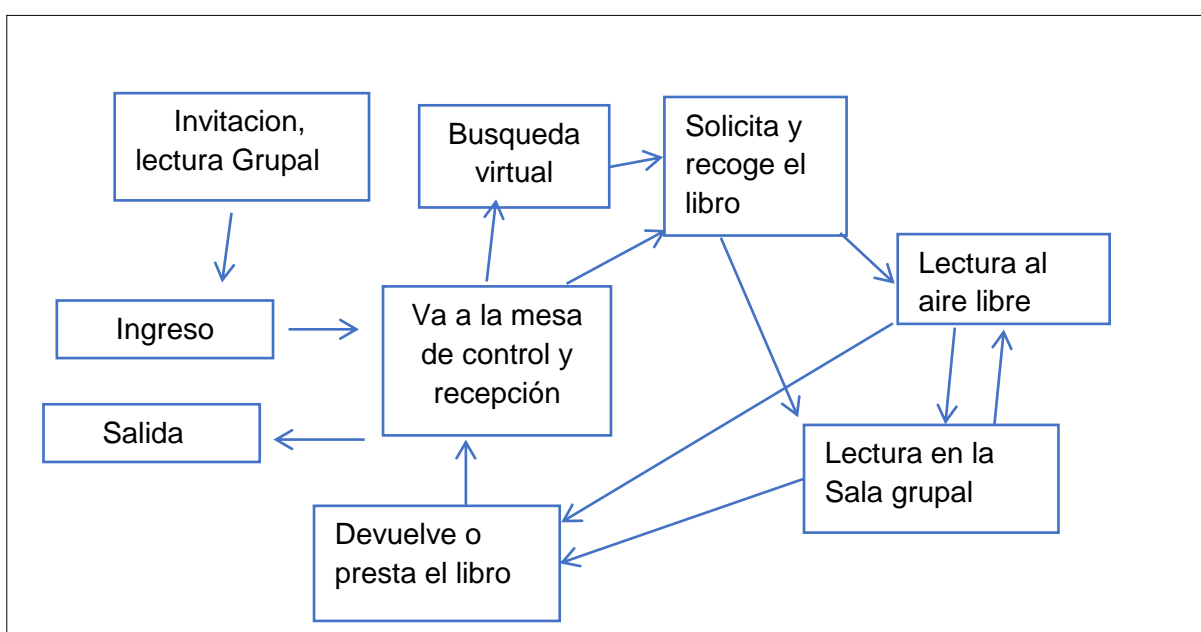 Invitacion,
lectura Grupal
Busqueda
virtual
Solicita y
recoge el
libro
Lectura al
aire libre
Ingreso
Va a la mesa
de control y
recepción
Salida
Lectura en la
Sala grupal
Devuelve o
presta el libro